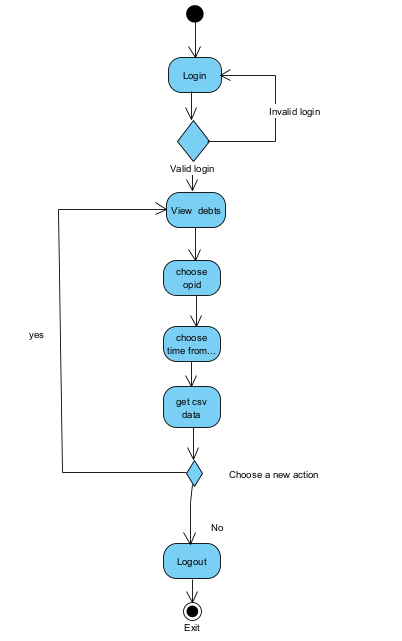 Login
Invalid login
Valid login
View debts
choose
opid
yes
choose
time from...
get csv
data
Choose a new action
No
Logout
Exit